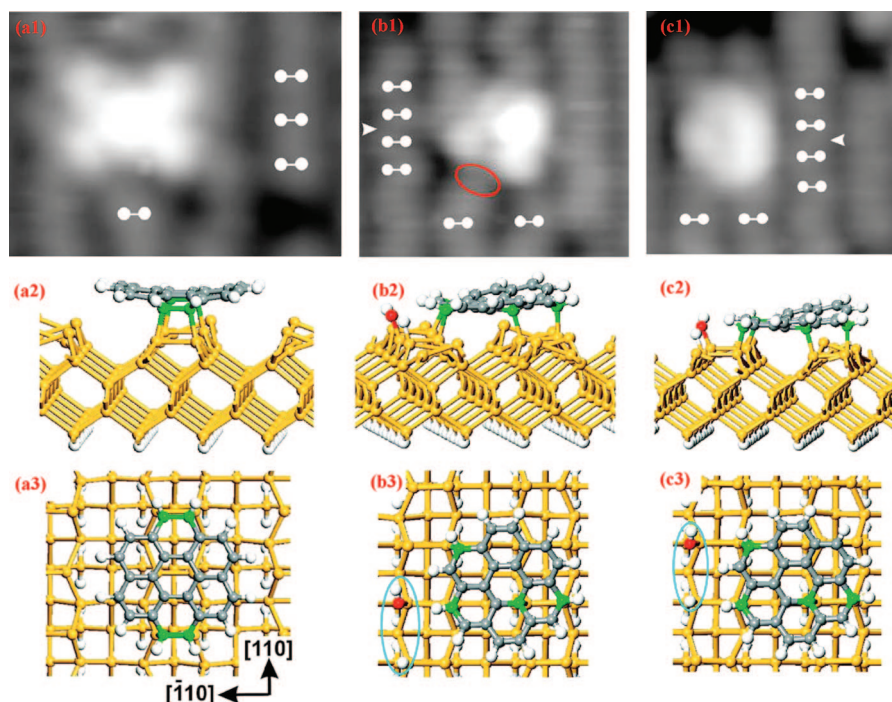 (a1) (b1) (c1)
(a2) (b2) (c2)
(a3) (b3) (c3)
[110]
[1̄10]